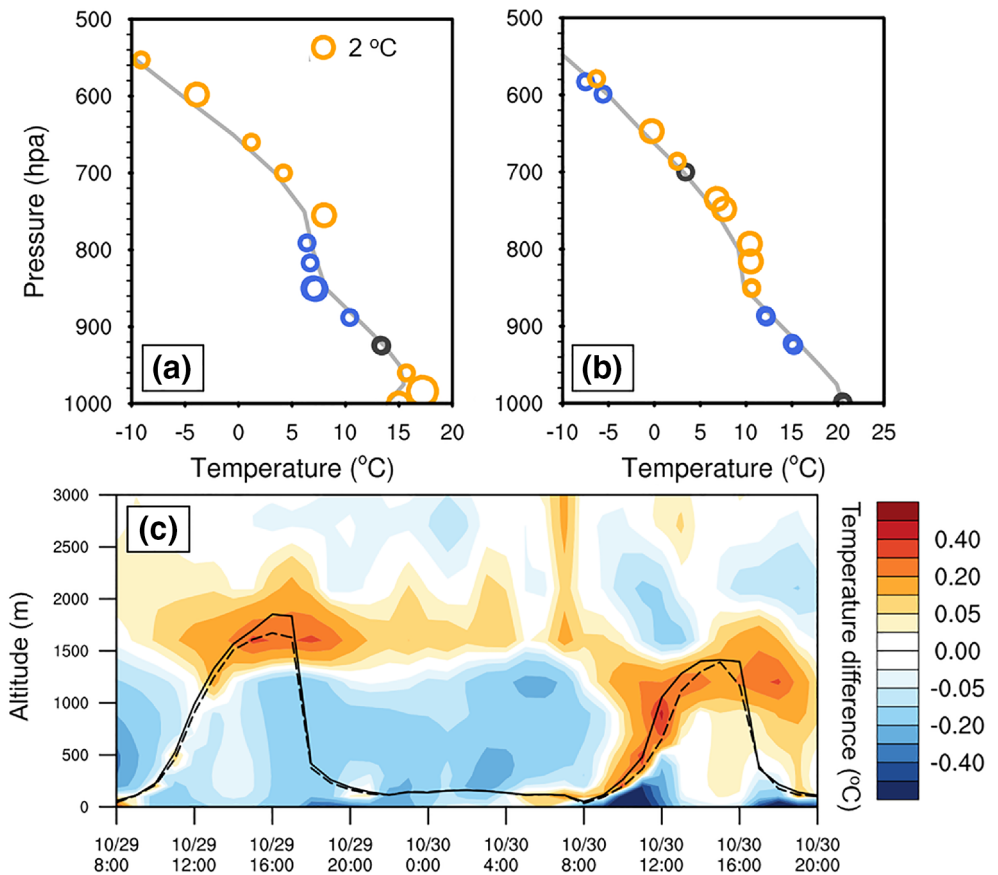 500
600
700
800
900
1000
Pressure (hpa)
2 °C
(a)
-10 -5 0 5 10 15 20
Temperature (°C)
500
600
700
800
900
1000
(b)
-10 -5 0 5 10 15 20 25
Temperature (°C)
3000
2500
2000
1500
1000
500
0
Altitude (m)
(c)
10/29 10/29 10/29 10/29 10/30 10/30 10/30 10/30 10/30 10/30
8:00 12:00 16:00 20:00 0:00 4:00 8:00 12:00 16:00 20:00
Temperature difference (°C)
0.40
0.20
0.05
0.00
-0.05
-0.20
-0.40